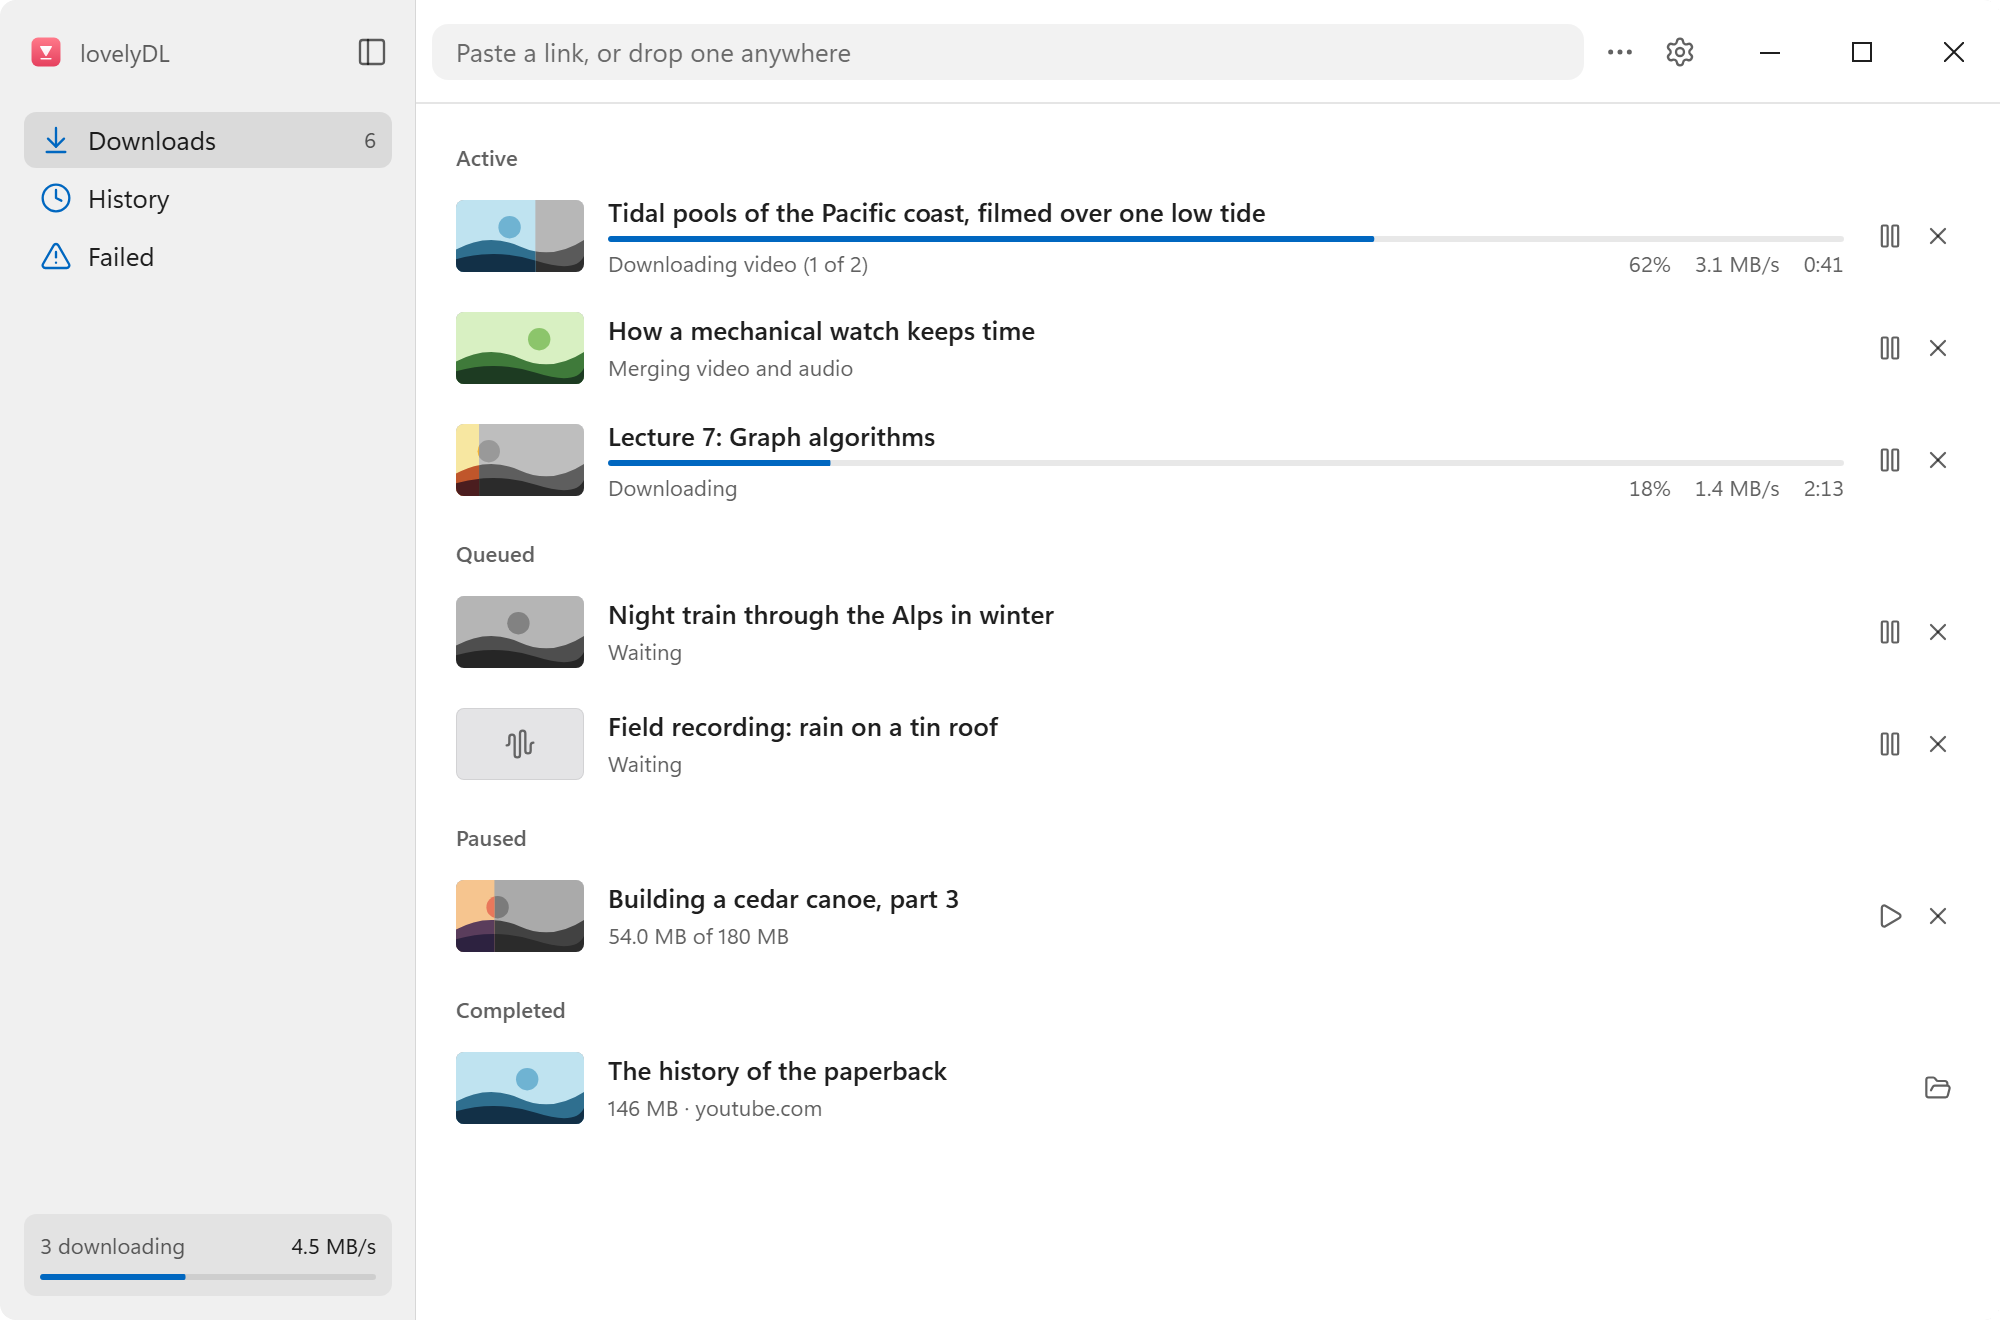 lovelyDL
Paste a link, or drop one anywhere
Downloads 6
History
Failed
Active
Tidal pools of the Pacific coast, filmed over one low tide
Downloading video (1 of 2) 62% 3.1 MB/s 0:41
How a mechanical watch keeps time
Merging video and audio
Lecture 7: Graph algorithms
Downloading 18% 1.4 MB/s 2:13
Queued
Night train through the Alps in winter
Waiting
Field recording: rain on a tin roof
Waiting
Paused
Building a cedar canoe, part 3
54.0 MB of 180 MB
Completed
The history of the paperback
146 MB · youtube.com
3 downloading 4.5 MB/s